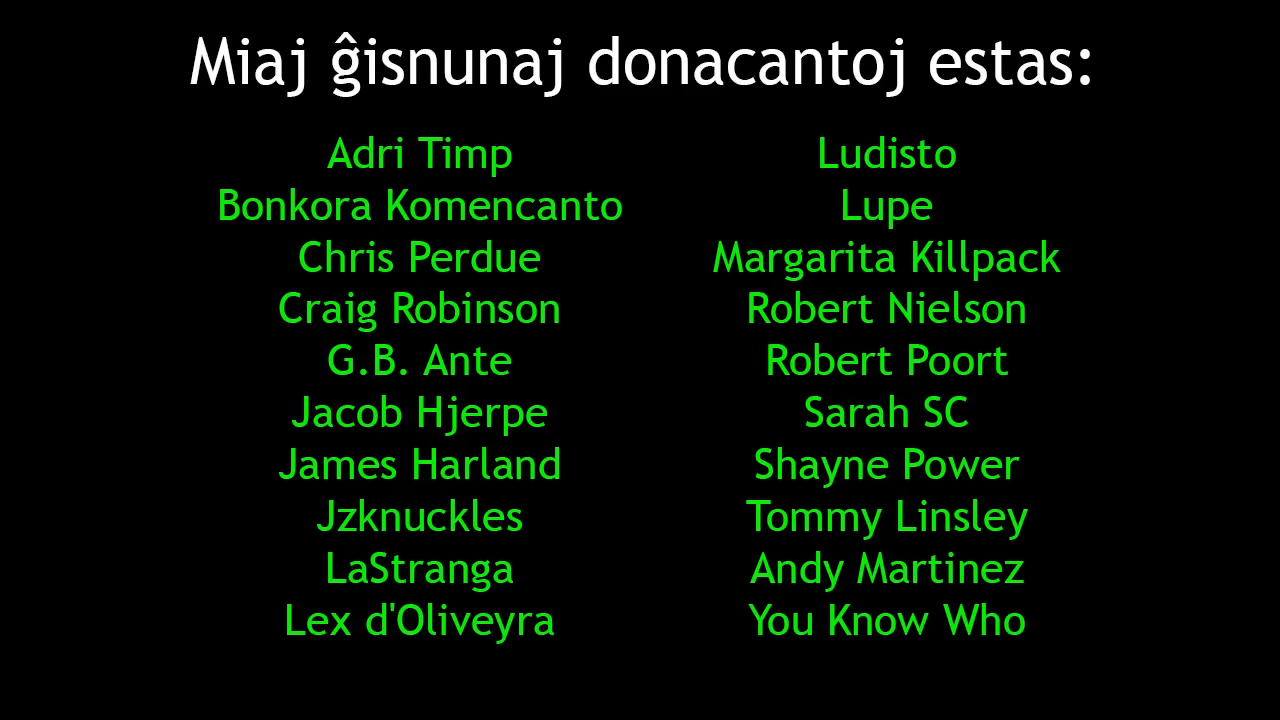 Miaj ĝisnunaj donacantoj estas:
Adri Timp
Bonkora Komencanto
Chris Perdue
Craig Robinson
G.B. Ante
Jacob Hjerpe
James Harland
Jzknuckles
LaStranga
Lex d'Oliveyra
Ludisto
Lupe
Margarita Killpack
Robert Nielson
Robert Poort
Sarah SC
Shayne Power
Tommy Linsley
Andy Martinez
You Know Who